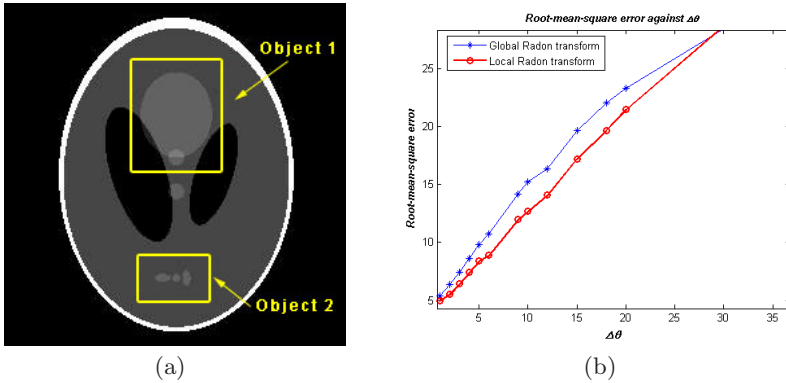 Object 1
Object 2
(a)
Root-mean-square error against Δθ
Global Radon transform
Local Radon transform
Root-mean-square error
25
20
15
10
5
5 10 15 20 25 30 35
Δθ
(b)